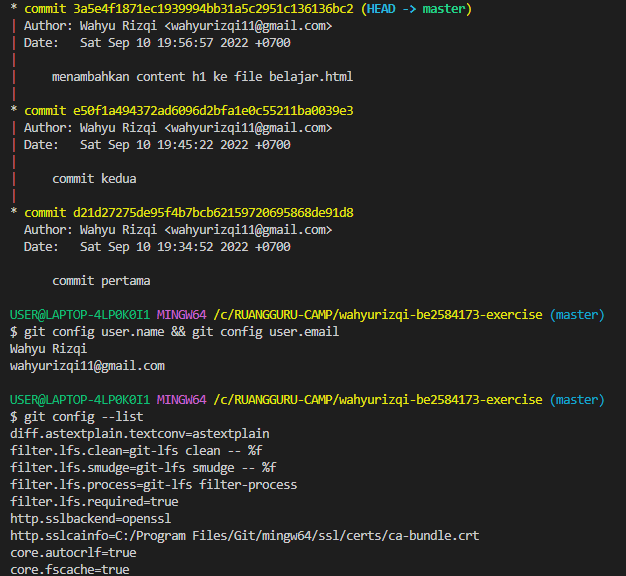 * commit 3a5e4f1871ec1939994bb31a5c2951c136136bc2 (HEAD -> master)
| Author: Wahyu Rizqi <wahyurizqi11@gmail.com>
| Date:   Sat Sep 10 19:56:57 2022 +0700
|
|     menambahkan content h1 ke file belajar.html
|
* commit e50f1a494372ad6096d2bfa1e0c55211ba0039e3
| Author: Wahyu Rizqi <wahyurizqi11@gmail.com>
| Date:   Sat Sep 10 19:45:22 2022 +0700
|
|     commit kedua
|
* commit d21d27275de95f4b7bcb62159720695868de91d8
  Author: Wahyu Rizqi <wahyurizqi11@gmail.com>
  Date:   Sat Sep 10 19:34:52 2022 +0700

      commit pertama

USER@LAPTOP-4LP0K0I1 MINGW64 /c/RUANGGURU-CAMP/wahyurizqi-be2584173-exercise (master)
$ git config user.name && git config user.email
Wahyu Rizqi
wahyurizqi11@gmail.com

USER@LAPTOP-4LP0K0I1 MINGW64 /c/RUANGGURU-CAMP/wahyurizqi-be2584173-exercise (master)
$ git config --list
diff.astextplain.textconv=astextplain
filter.lfs.clean=git-lfs clean -- %f
filter.lfs.smudge=git-lfs smudge -- %f
filter.lfs.process=git-lfs filter-process
filter.lfs.required=true
http.sslbackend=openssl
http.sslcainfo=C:/Program Files/Git/mingw64/ssl/certs/ca-bundle.crt
core.autocrlf=true
core.fscache=true